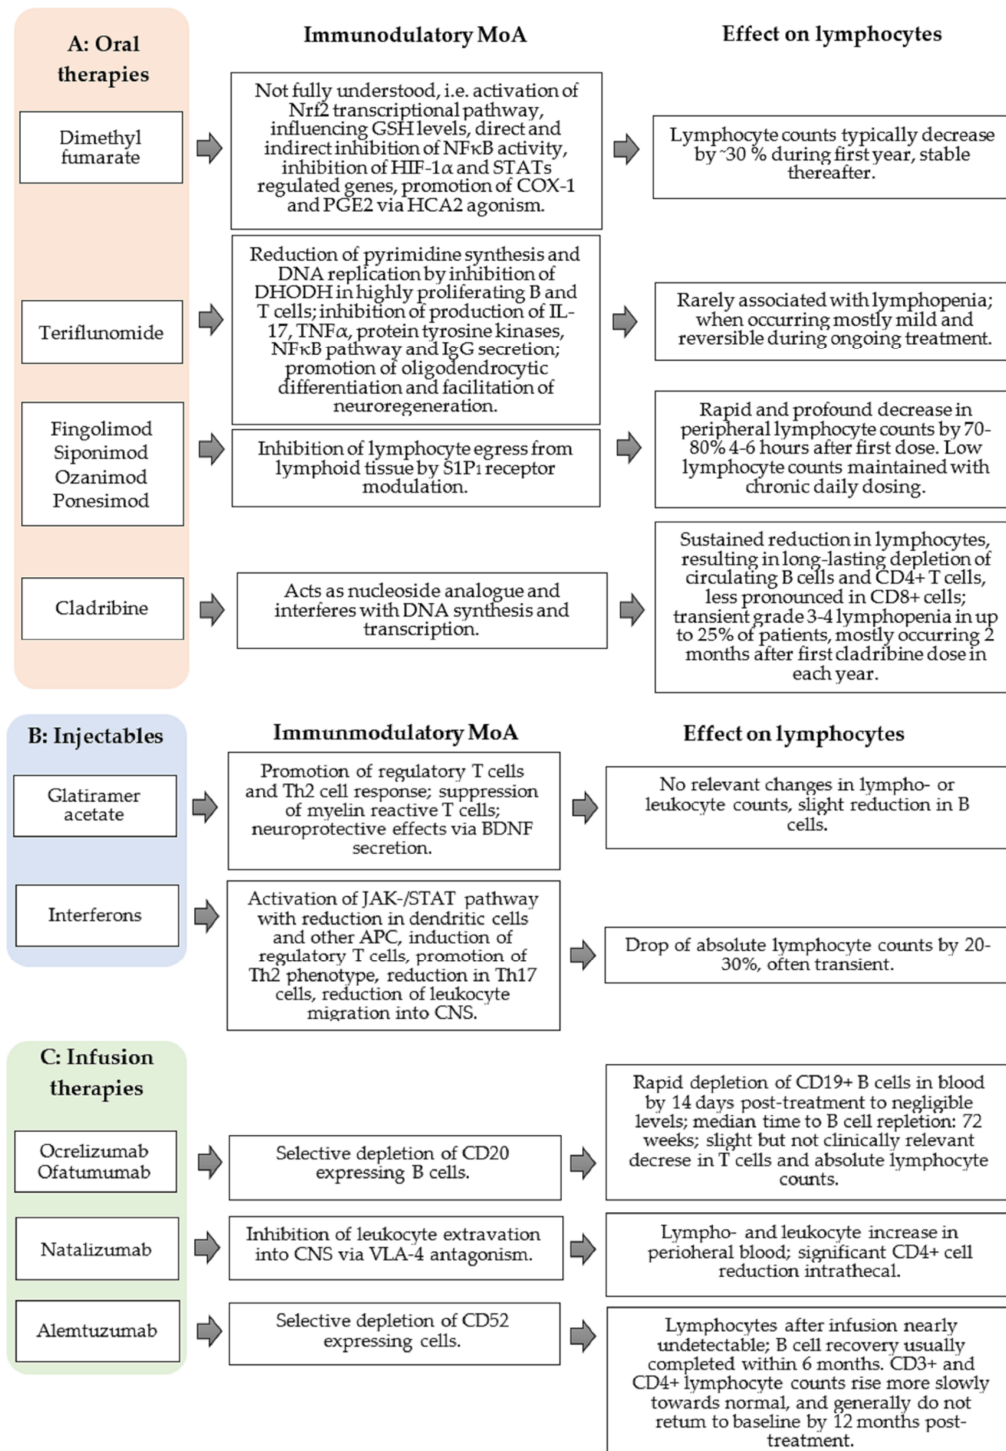 A: Oral
therapies
Immunodulatory MoA
Effect on lymphocytes
Dimethyl
fumarate
Not fully understood, i.e. activation of
Nrf2 transcriptional pathway,
influencing GSH levels, direct and
indirect inhibition of NFκB activity,
inhibition of HIF-1α and STATs
regulated genes, promotion of COX-1
and PGE2 via HCA2 agonism.
Lymphocyte counts typically decrease
by ~30 % during first year, stable
thereafter.
Teriflunomide
Reduction of pyrimidine synthesis and
DNA replication by inhibition of
DHODH in highly proliferating B and
T cells; inhibition of production of IL-
17, TNFα, protein tyrosine kinases,
NFκB pathway and IgG secretion;
promotion of oligodendrocytic
differentiation and facilitation of
neuroregeneration.
Rarely associated with lymphopenia;
when occurring mostly mild and
reversible during ongoing treatment.
Fingolimod
Siponimod
Ozanimod
Ponesimod
Inhibition of lymphocyte egress from
lymphoid tissue by S1P₁ receptor
modulation.
Rapid and profound decrease in
peripheral lymphocyte counts by 70-
80% 4-6 hours after first dose. Low
lymphocyte counts maintained with
chronic daily dosing.
Cladribine
Acts as nucleoside analogue and
interferes with DNA synthesis and
transcription.
Sustained reduction in lymphocytes,
resulting in long-lasting depletion of
circulating B cells and CD4+ T cells,
less pronounced in CD8+ cells;
transient grade 3-4 lymphopenia in up
to 25% of patients, mostly occurring 2
months after first cladribine dose in
each year.
B: Injectables
Immunmodulatory MoA
Effect on lymphocytes
Glatiramer
acetate
Promotion of regulatory T cells
and Th2 cell response; suppression
of myelin reactive T cells;
neuroprotective effects via BDNF
secretion.
No relevant changes in lympho- or
leukocyte counts, slight reduction in B
cells.
Interferons
Activation of JAK-/STAT pathway
with reduction in dendritic cells
and other APC, induction of
regulatory T cells, promotion of
Th2 phenotype, reduction in Th17
cells, reduction of leukocyte
migration into CNS.
Drop of absolute lymphocyte counts by 20-
30%, often transient.
C: Infusion
therapies
Ocrelizumab
Ofatumumab
Selective depletion of CD20
expressing B cells.
Rapid depletion of CD19+ B cells in blood
by 14 days post-treatment to negligible
levels; median time to B cell repletion: 72
weeks; slight but not clinically relevant
decrese in T cells and absolute lymphocyte
counts.
Natalizumab
Inhibition of leukocyte extravation
into CNS via VLA-4 antagonism.
Lympho- and leukocyte increase in
perioheral blood; significant CD4+ cell
reduction intrathecal.
Alemtuzumab
Selective depletion of CD52
expressing cells.
Lymphocytes after infusion nearly
undetectable; B cell recovery usually
completed within 6 months. CD3+ and
CD4+ lymphocyte counts rise more slowly
towards normal, and generally do not
return to baseline by 12 months post-
treatment.